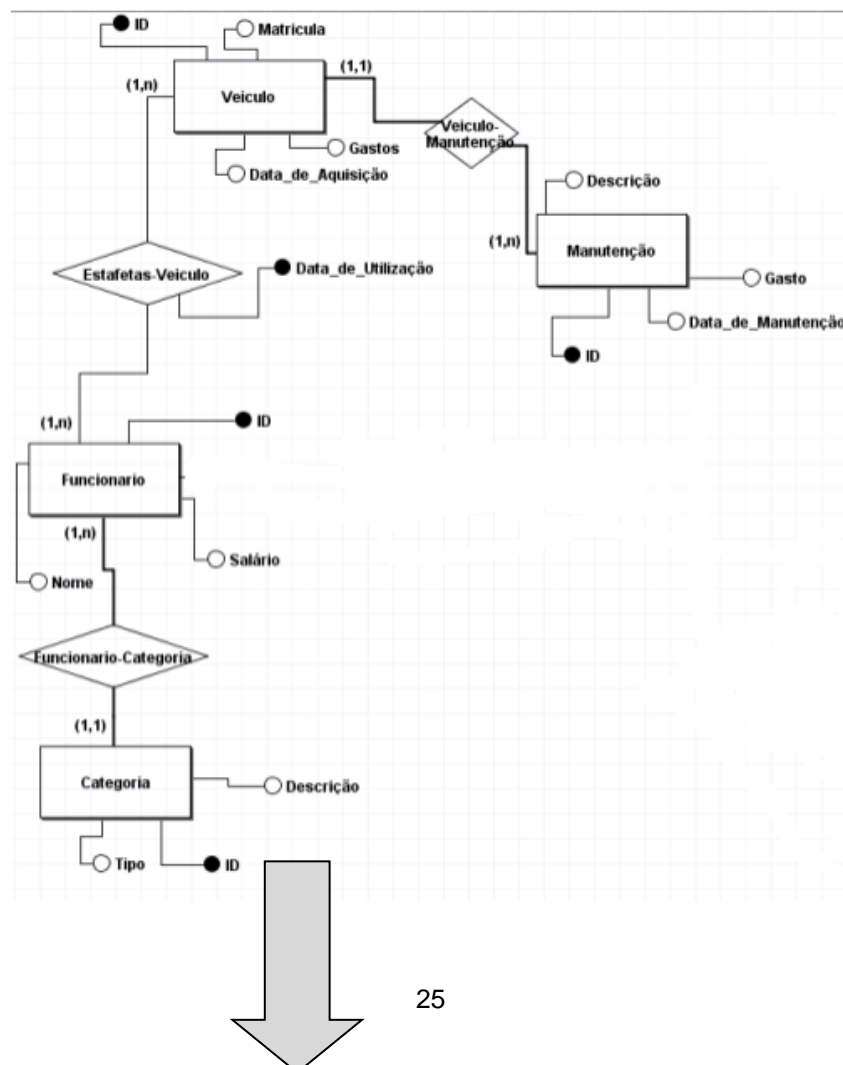 ID
Matricula
(1,n)
(1,1)
Veiculo
Veiculo-
Manutenção
Gastos
Data_de_Aquisição
Descrição
(1,n)
Manutenção
Estafetas-Veiculo
Data_de_Utilização
Gasto
Data_de_Manutenção
ID
(1,n)
ID
Funcionario
(1,n)
Salário
Nome
Funcionario-Categoria
(1,1)
Categoria
Descrição
Tipo
ID
25